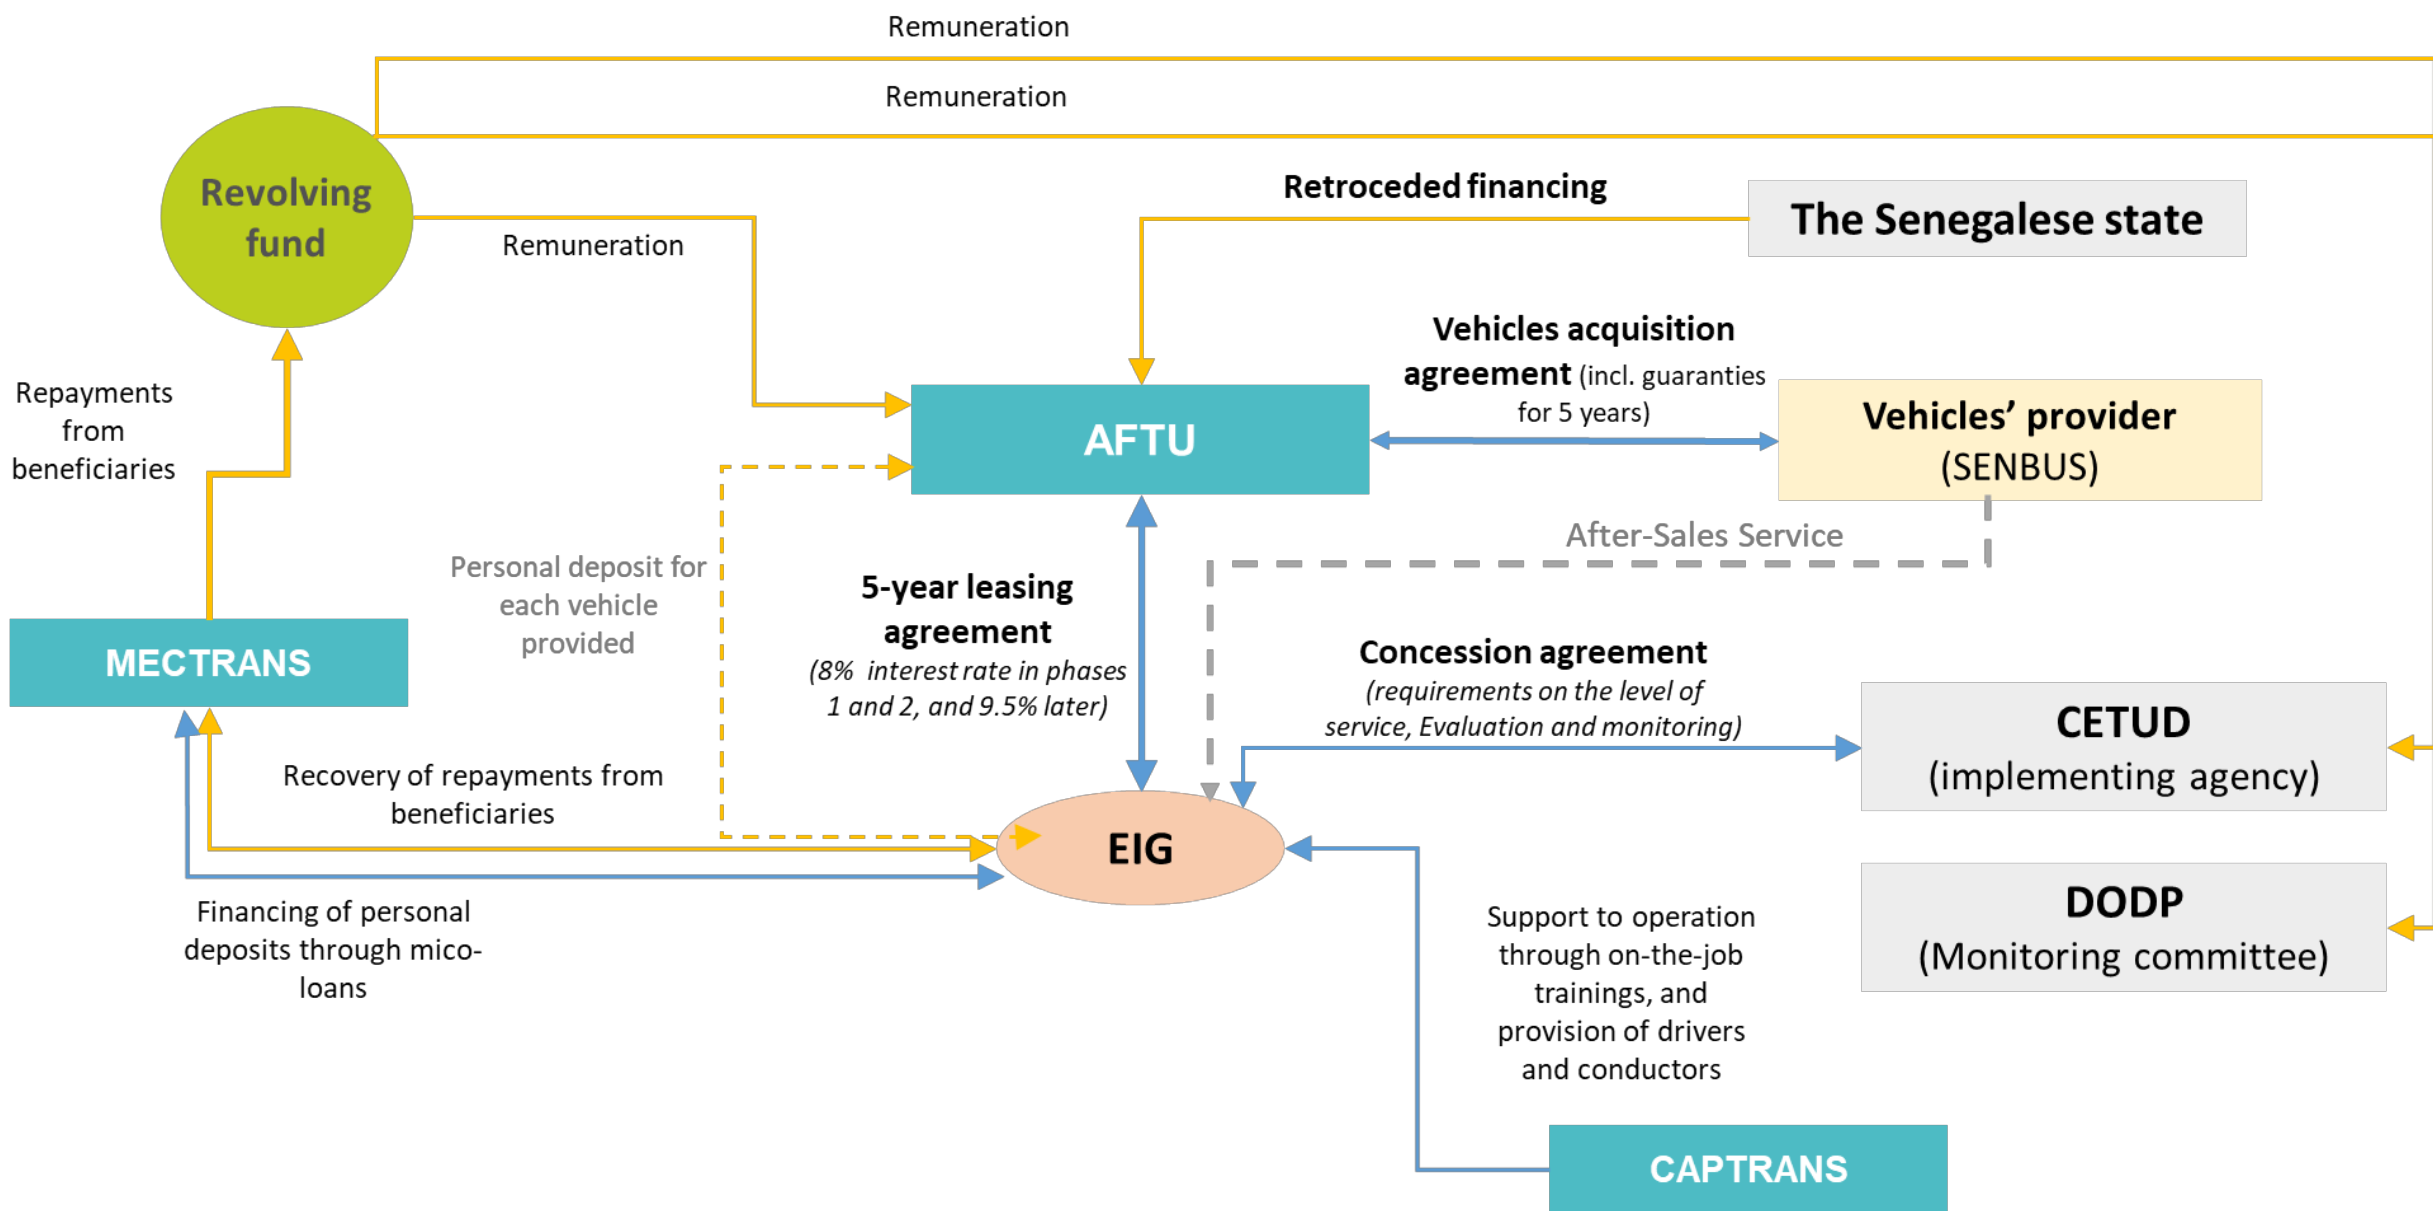 Remuneration
Remuneration
Revolving
fund
Remuneration
Retroceded financing
The Senegalese state
Vehicles acquisition
agreement (incl. guaranties
for 5 years)
Repayments
from
beneficiaries
AFTU
Vehicles’ provider
(SENBUS)
After-Sales Service
Personal deposit for
each vehicle
provided
5-year leasing
agreement
(8% interest rate in phases
1 and 2, and 9.5% later)
MECTRANS
Concession agreement
(requirements on the level of
service, Evaluation and monitoring)
CETUD
(implementing agency)
Recovery of repayments from
beneficiaries
EIG
DODP
(Monitoring committee)
Financing of personal
deposits through mico-
loans
Support to operation
through on-the-job
trainings, and
provision of drivers
and conductors
CAPTRANS